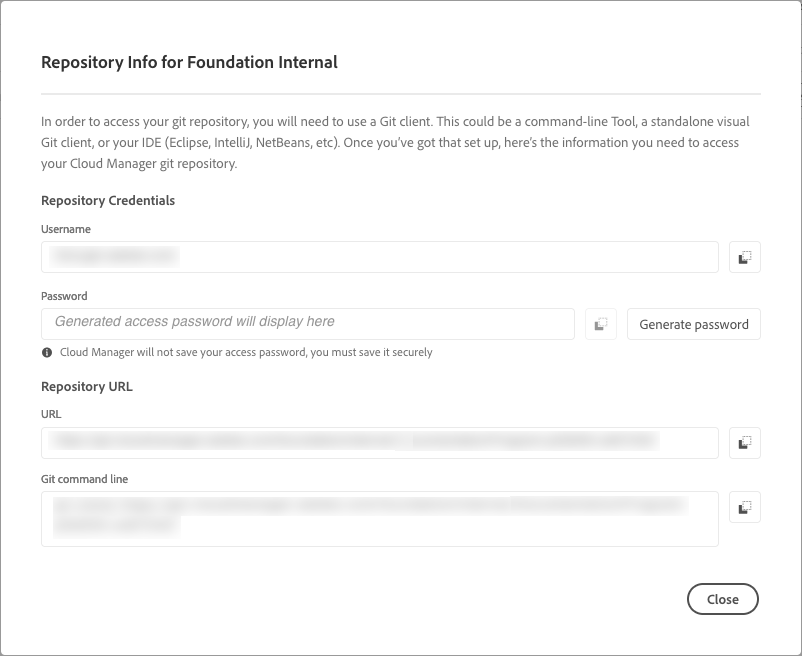 Repository Info for Foundation Internal
In order to access your git repository, you will need to use a Git client. This could be a command-line Tool, a standalone visual
Git client, or your IDE (Eclipse, IntelliJ, NetBeans, etc). Once you've got that set up, here's the information you need to access
your Cloud Manager git repository.
Repository Credentials
Username
Password
Generated access password will display here
Generate password
Cloud Manager will not save your access password, you must save it securely
Repository URL
URL
Git command line
Close